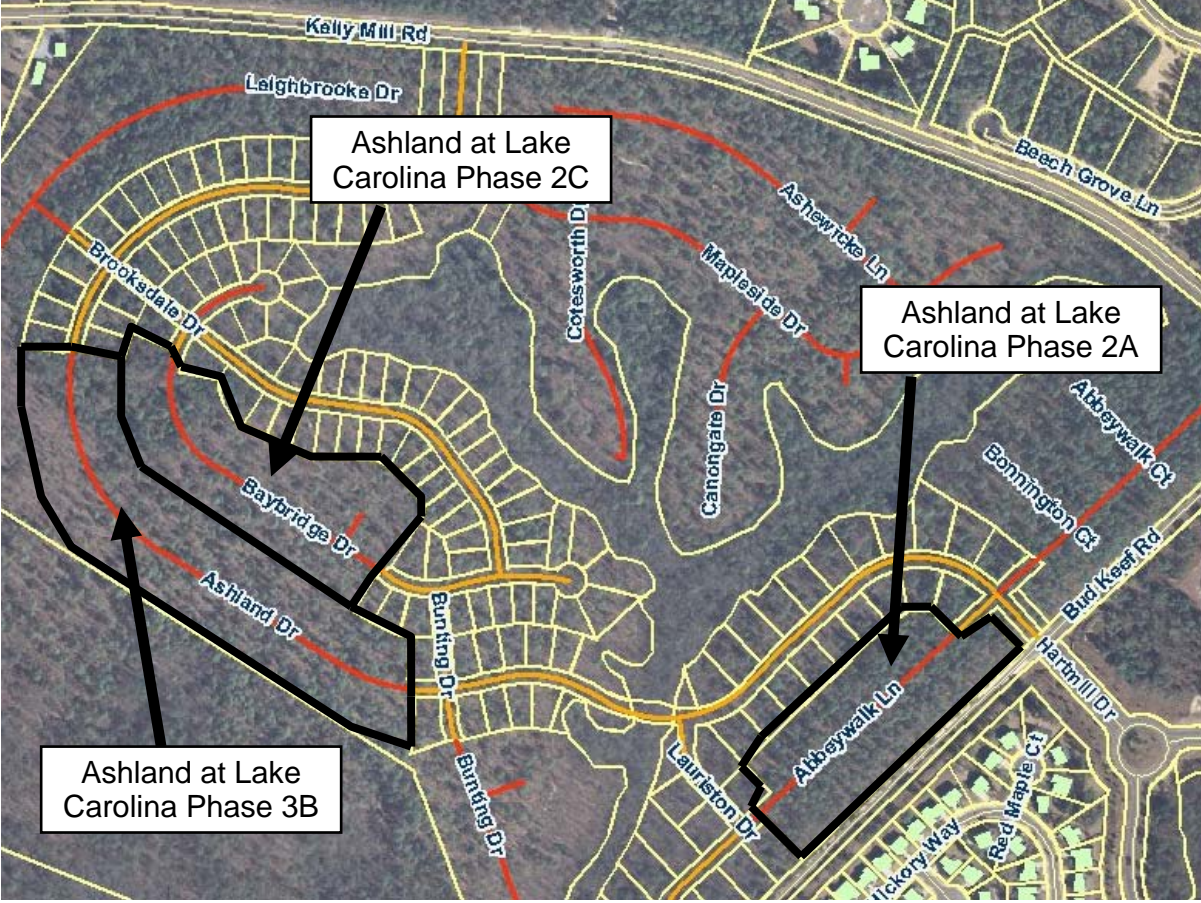 Kelly Mill Rd
Leighbrooke Dr
Ashland at Lake
Carolina Phase 2C
Beech Grove Ln
Ashewicke Ln
Cotesworth D
Mapleside Dr
Brooksdale Dr
Ashland at Lake
Carolina Phase 2A
Canongate Dr
Abbeywalk Ct
Bonnington Ct
Baybridge Dr
Bud Keef Rd
Ashland Dr
Bunting Dr
Hartmill Dr
Abbeywalk Ln
Lauriston Dr
Bunting Dr
Ashland at Lake
Carolina Phase 3B
Red Maple Ct
Hickory Way